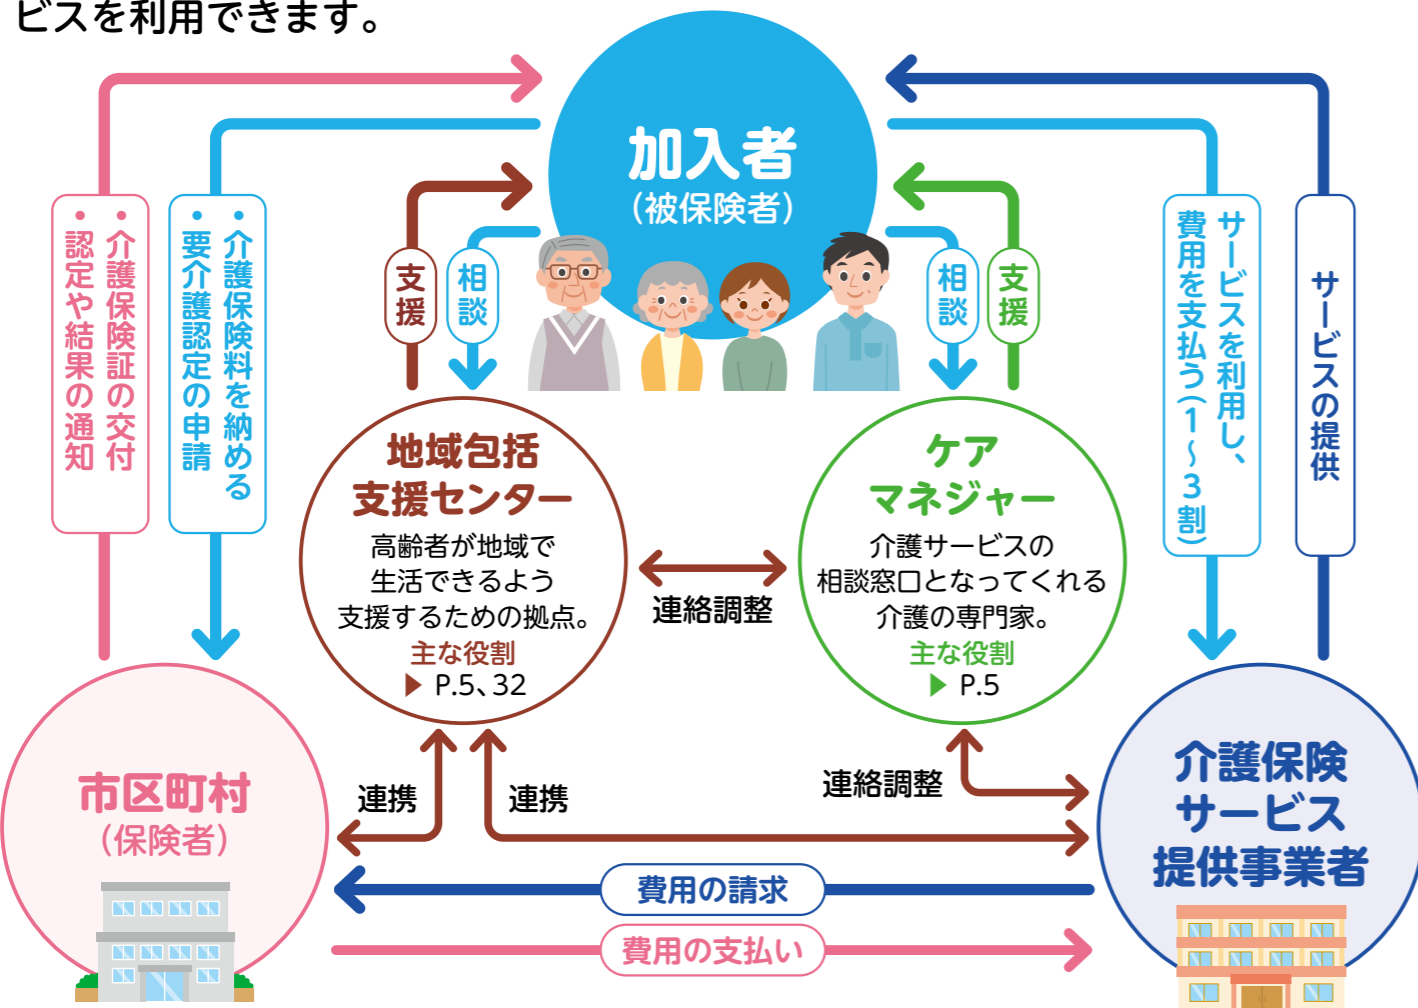 ビスを利用できます。
加入者
（被保険者）
・介護保険証の交付
・認定や結果の通知
・介護保険料を納める
・要介護認定の申請
支援
相談
相談
支援
サービスを利用し、
費用を支払う（1～3割）
サービスの提供
地域包括
支援センター
高齢者が地域で
生活できるよう
支援するための拠点。
主な役割
▶ P.5、32
連絡調整
ケア
マネジャー
介護サービスの
相談窓口となってくれる
介護の専門家。
主な役割
▶ P.5
市区町村
（保険者）
連携
連携
連絡調整
介護保険
サービス
提供事業者
費用の請求
費用の支払い